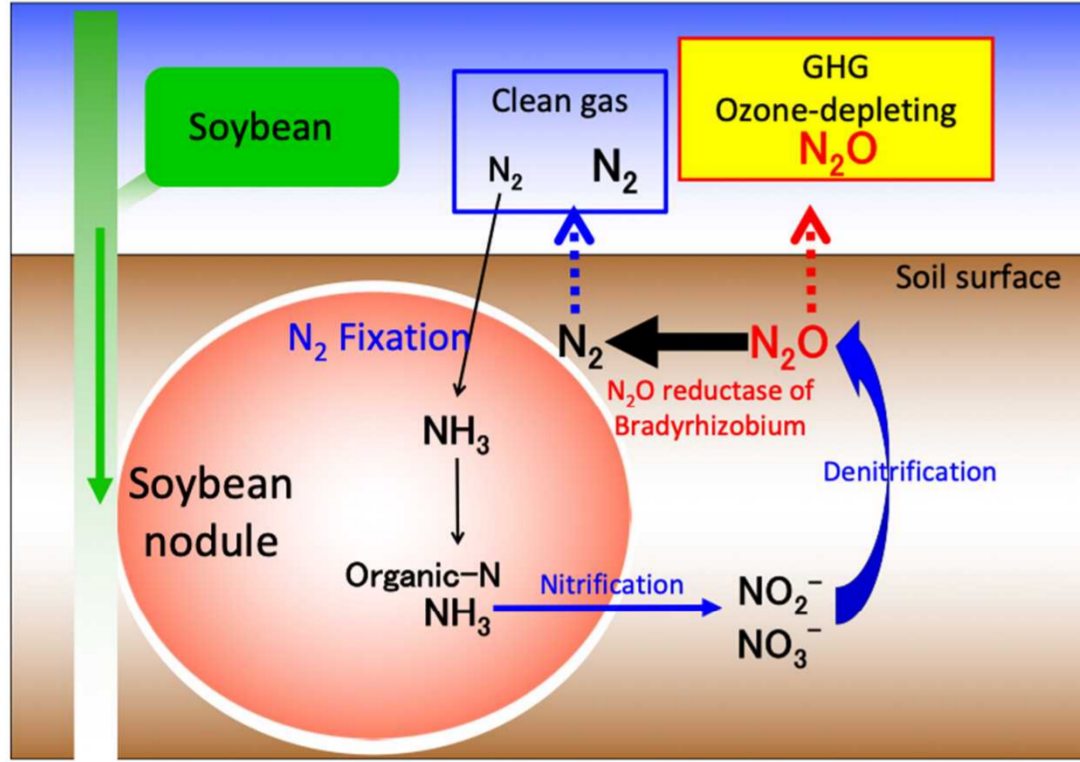 Soybean
Clean gas
N₂ N₂
GHG
Ozone-depleting
N₂O
Soil surface
N₂ Fixation
N₂
N₂O
N₂O reductase of
Bradyrhizobium
NH₃
Denitrification
Soybean
nodule
Organic-N
NH₃
Nitrification
NO₂⁻
NO₃⁻